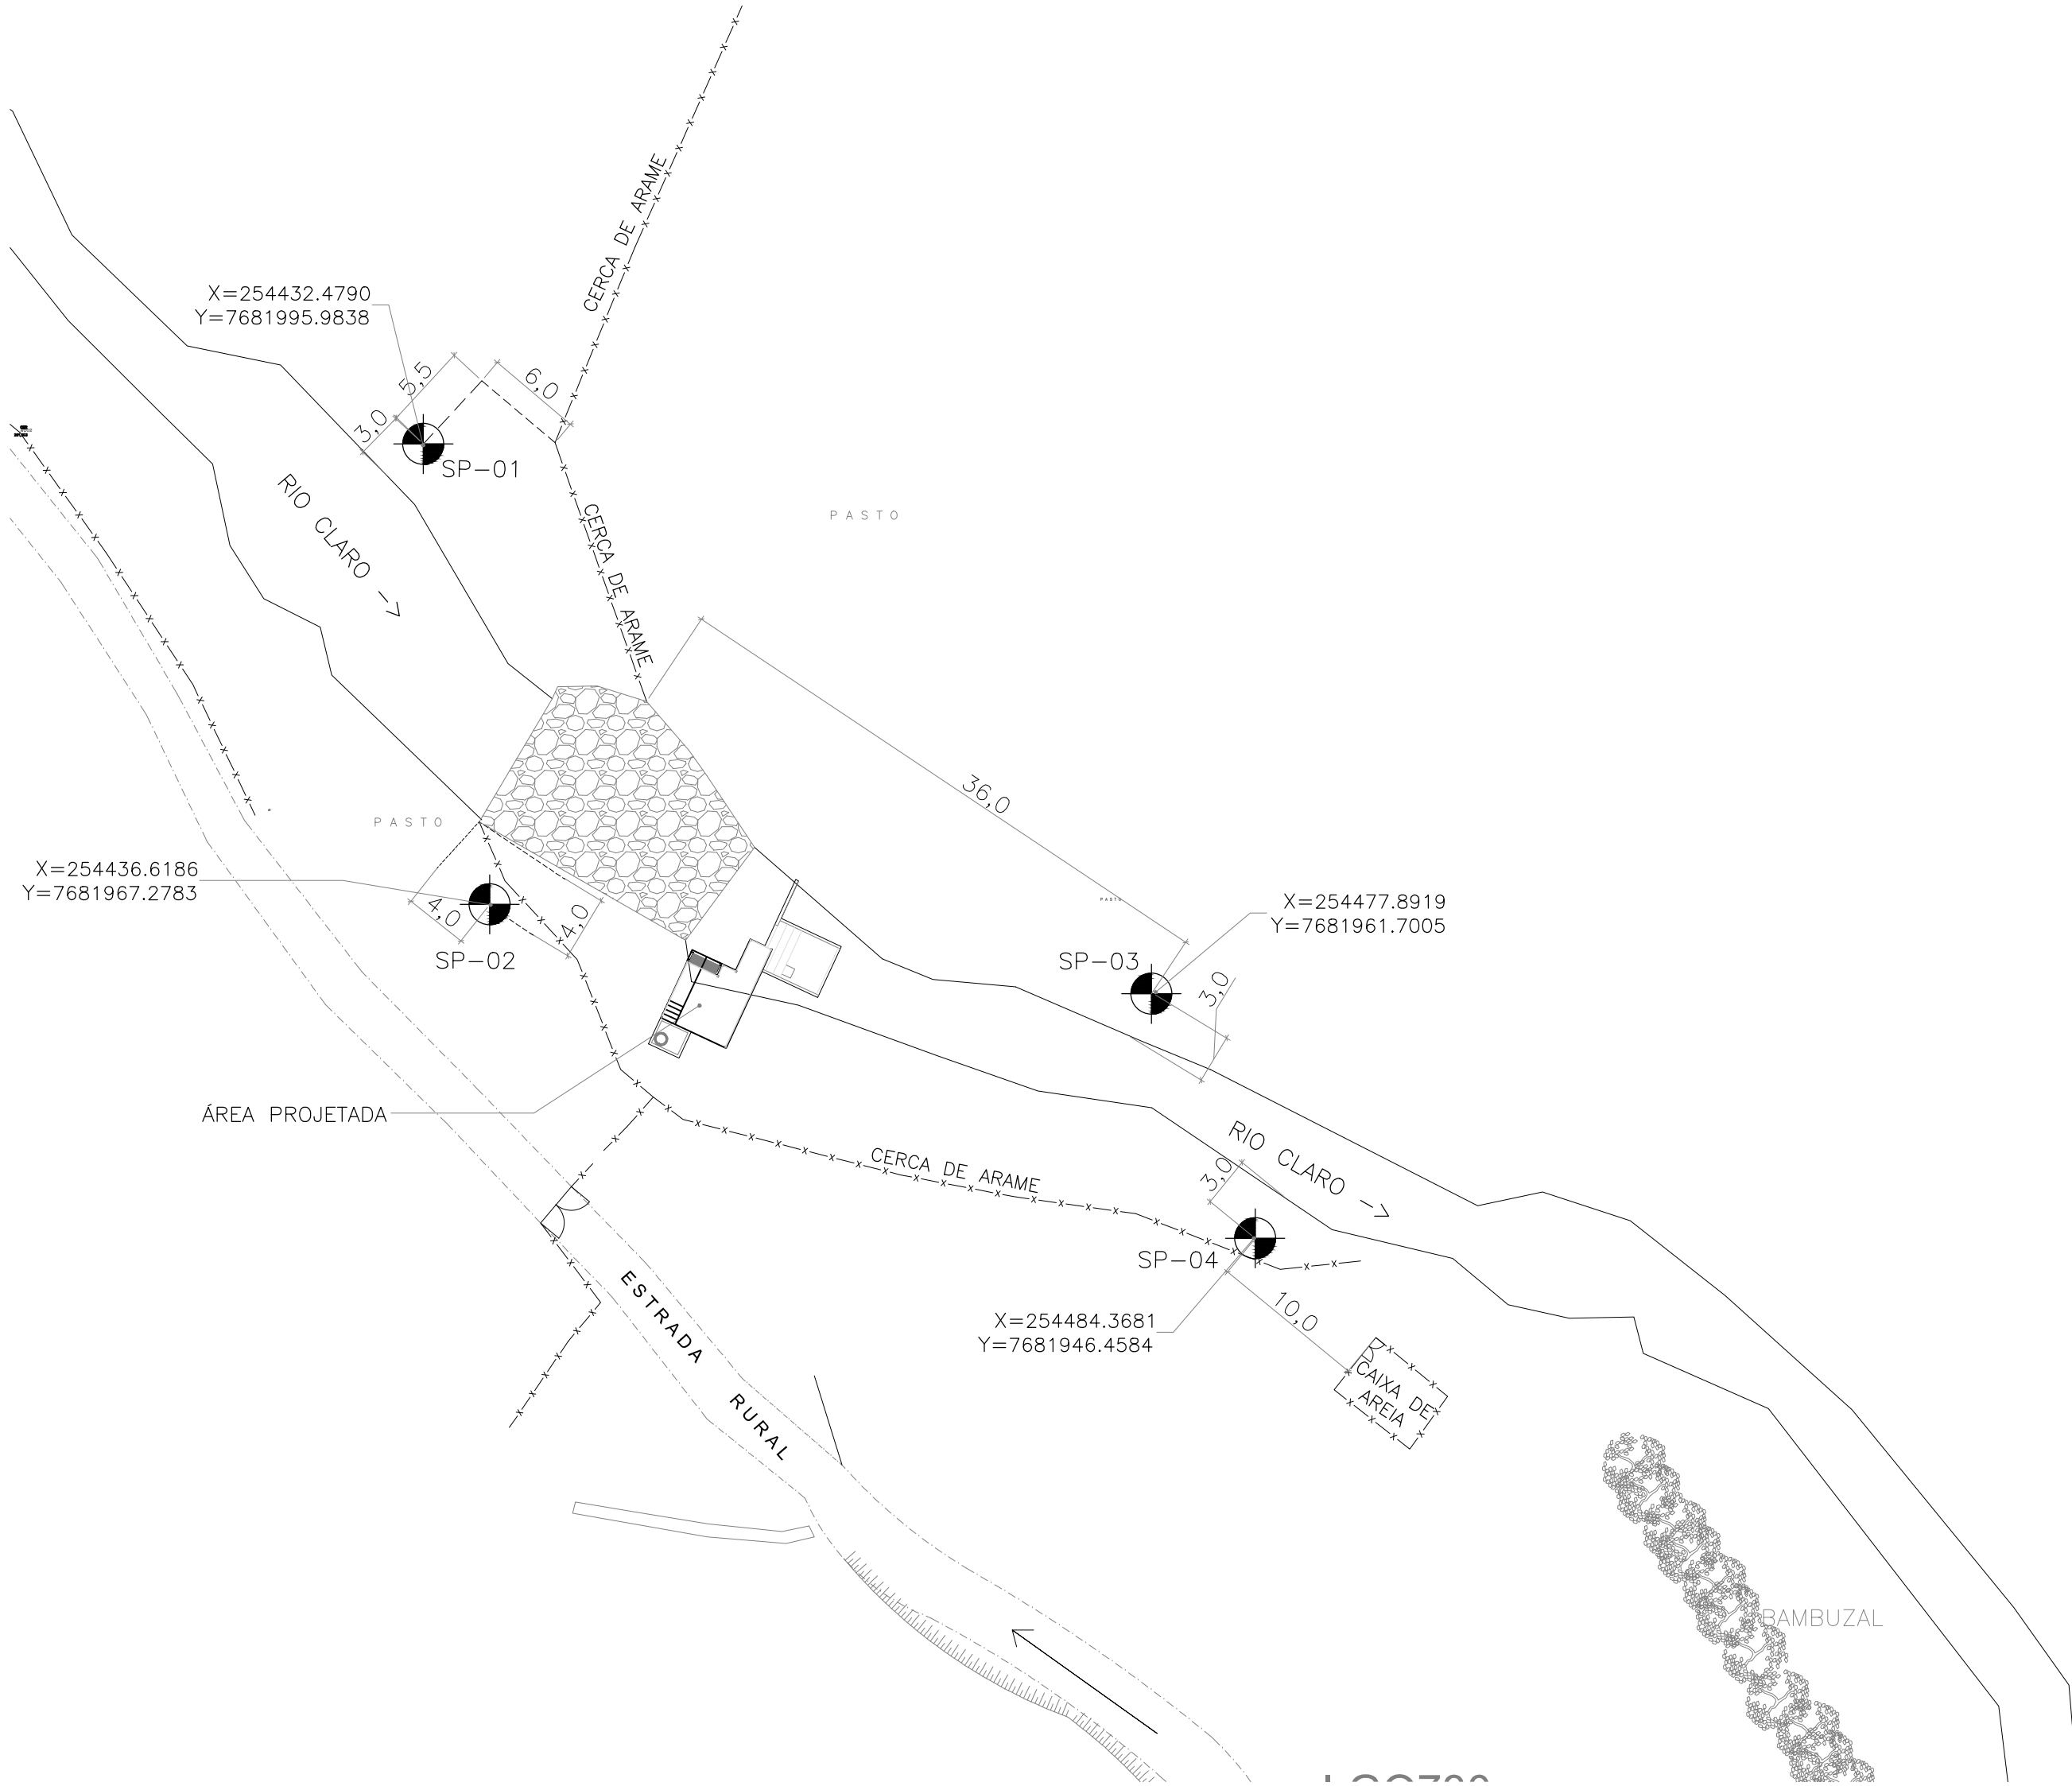 CERCA DE ARAME
X=254432.4790
Y=7681995.9838
5,5
6,0
3,0
SP-01
RIO CLARO
CERCA DE ARAME
PASTO
36,0
PASTO
X=254436.6186
Y=7681967.2783
4,0
4,0
SP-02
PASTO
X=254477.8919
Y=7681961.7005
SP-03
3,0
ÁREA PROJETADA
CERCA DE ARAME
RIO CLARO
3,0
SP-04
X=254484.3681
Y=7681946.4584
10,0
CAIXA DE
AREIA
ESTRADA RURAL
BAMBUZAL